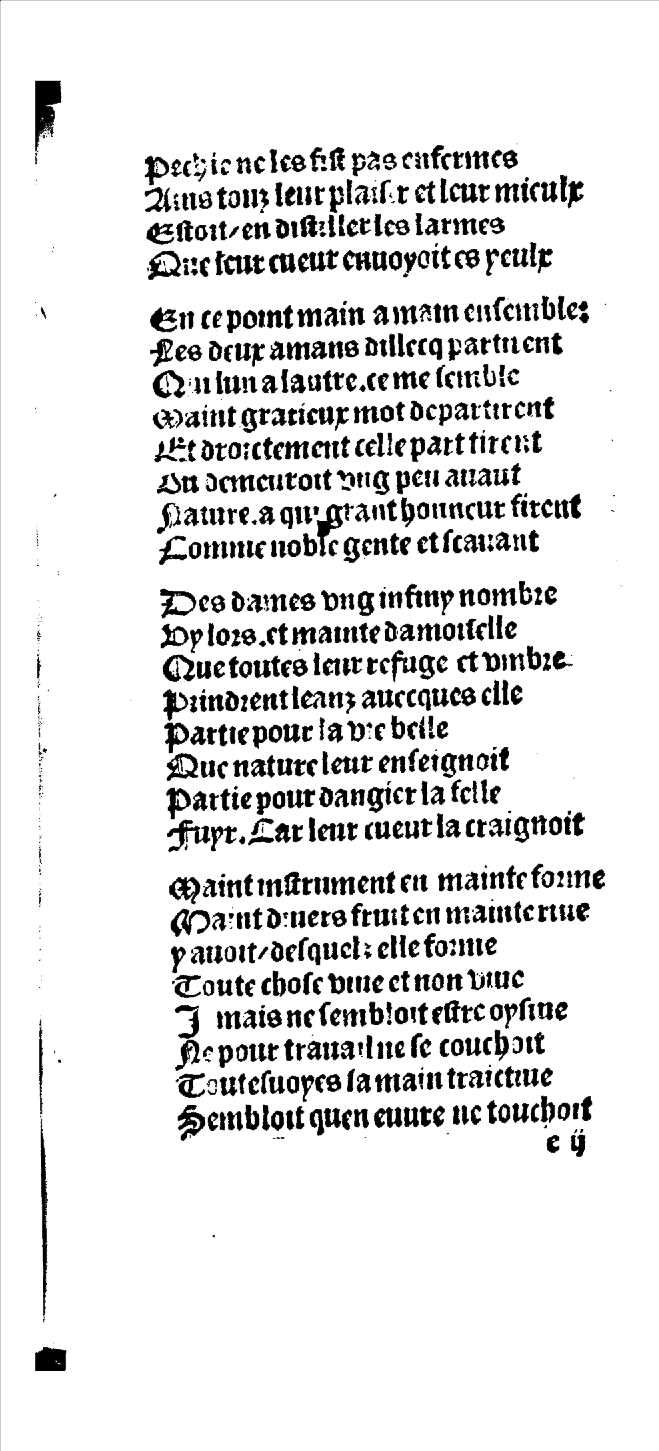 Pechie ne les fist pas enfermes
Ains touz leur plaisir et leur mieulx
Estoit/en distiller les larmes
Que leur cueur enuoyoit es yeulx
En ce point main a main ensemble:
Les deux amans dillecq partirent
Qui lun a lautre.ce me semble
Maint gratieux mot departirent
Et droictement celle part tirent
Ou demeuroit vng peu auant
Nature.a qui grant honneur firent
Comme noble gente et scauant
Des dames vng infiny nombre
Vy lors.et mainte damoiselle
Que toutes leur refuge et vmbre
Prindrent leanz auecques elle
Partie pour la vie belle
Que nature leur enseignoit
Partie pour dangier la felle
Fuyr.Car leur cueur la craignoit
Maint instrument en mainte forme
Maint diuers fruit en mainte riue
y auoit/desquelz elle forme
Toute chose viue et non viue
Iamais ne sembloit estre oysiue
Ne pour trauail ne se couchoit
Toutesuoyes sa main traictiue
Sembloit quen euure ne touchoit
e ij